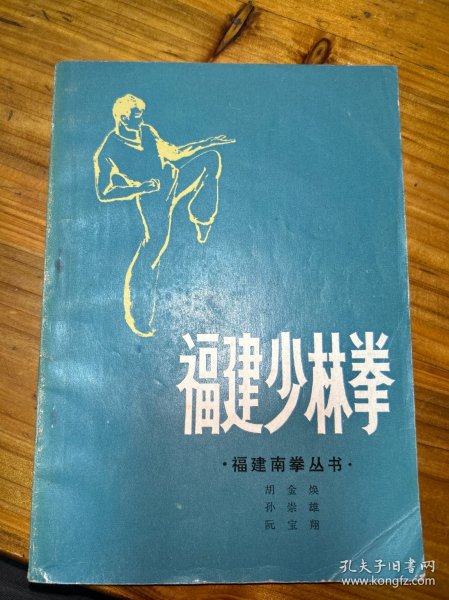 福建少林拳
·福建南拳丛书·
胡金焕
孙崇雄
阮宝翔
孔夫子旧书网
www.kongfz.com